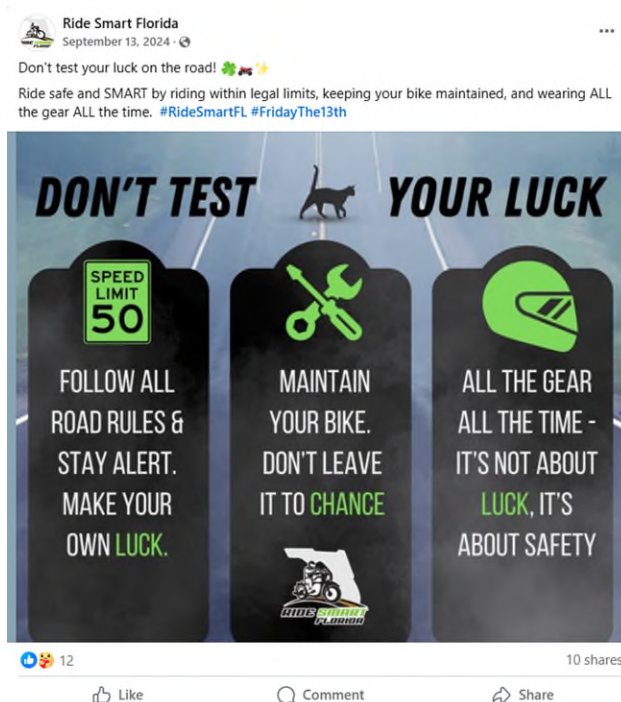 Ride Smart Florida
September 13, 2024 ·
Don't test your luck on the road!
Ride safe and SMART by riding within legal limits, keeping your bike maintained, and wearing ALL
the gear ALL the time. #RideSmartFL #FridayThe13th
DON'T TEST YOUR LUCK
SPEED
LIMIT
50
FOLLOW ALL
ROAD RULES &
STAY ALERT.
MAKE YOUR
OWN LUCK.
MAINTAIN
YOUR BIKE.
DON'T LEAVE
IT TO CHANCE
RIDE SMART
FLORIDA
ALL THE GEAR
ALL THE TIME -
IT'S NOT ABOUT
LUCK, IT'S
ABOUT SAFETY
12
10 shares
Like
Comment
Share